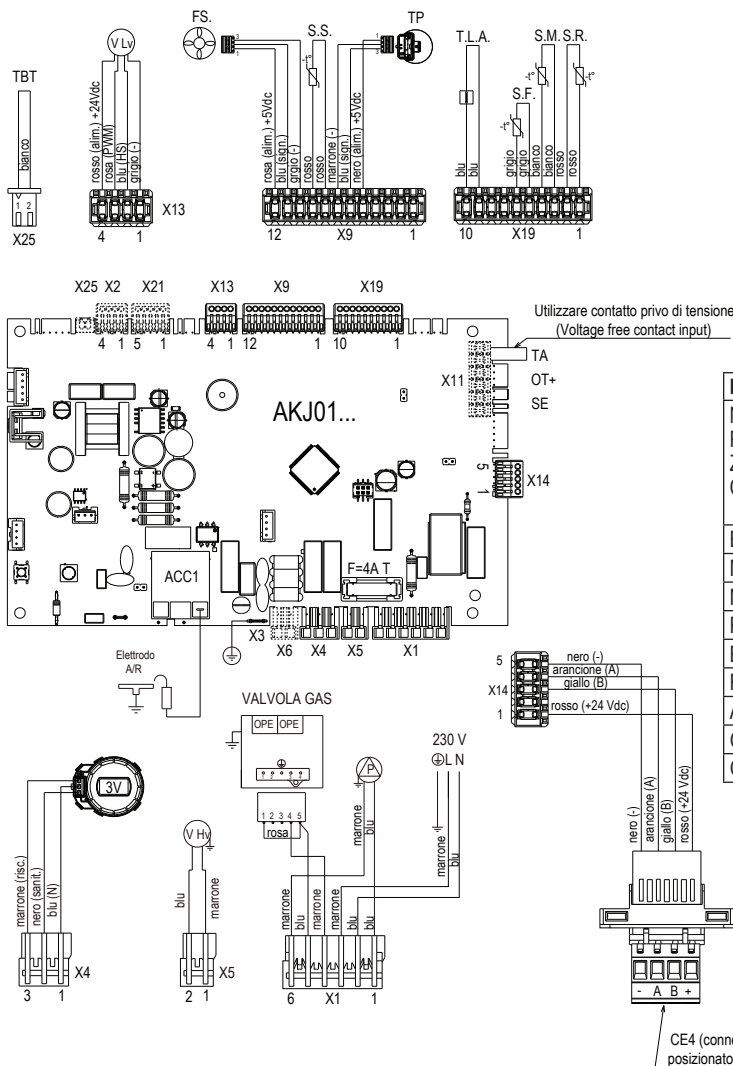 FS.
S.S.
TP
T.L.A.
S.M. S.R.
S.F.
TBT
V Lv
-t°
-t°
-t°
-t°
bianco
rosso (alim.) +24Vdc
rosa (PWM)
blu (HS)
grigio (-)
rosa (alim.) +5Vdc
blu (sign.)
grigio (-)
rosso
rosso
marrone (-)
blu (sign.)
nero (alim.) +5Vdc
blu
blu
grigio
grigio
bianco
bianco
rosso
rosso
1 2
X25
4 1 X13
12 X9 1
10 X19 1
X25 X2 X21 X13 X9 X19
4 1 5 1 4 1 12 1 10 1
Utilizzare contatto privo di tensione
(Voltage free contact input)
TA
X11 OT+
SE
AKJ01...
5
1
X14
ACC1
F=4A T
X3 X6 X4 X5 X1
Elettrodo
A/R
VALVOLA GAS
OPE OPE
1 2 3 4 5
rosa
230 V
L N
P
3V
V Hv
marrone (risc.)
nero (sanit.)
blu (N)
3 1 X4
blu
marrone
2 1 X5
marrone
blu
marrone
blu
marrone
blu
marrone
marrone
blu
blu
6 X1 1
5
X14
1
nero (-)
arancione (A)
giallo (B)
rosso (+24 Vdc)
nero (-)
arancione (A)
giallo (B)
rosso (+24 Vdc)
- A B +
CE4 (conne
posizionato